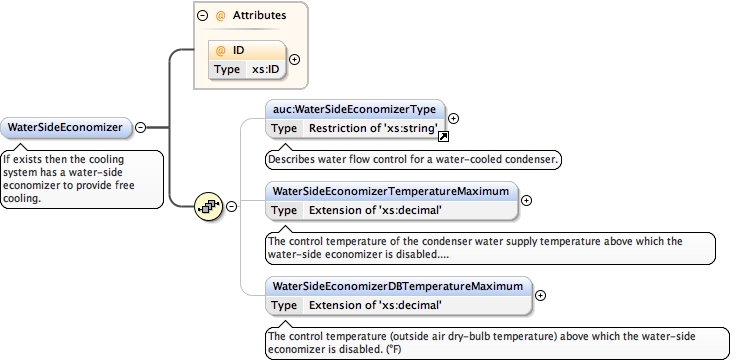 @ Attributes
@ ID
Type xs:ID
WaterSideEconomizer
If exists then the cooling
system has a water-side
economizer to provide free
cooling.
auc:WaterSideEconomizerType
Type Restriction of 'xs:string'
Describes water flow control for a water-cooled condenser.
WaterSideEconomizerTemperatureMaximum
Type Extension of 'xs:decimal'
The control temperature of the condenser water supply temperature above which the
water-side economizer is disabled....
WaterSideEconomizerDBTemperatureMaximum
Type Extension of 'xs:decimal'
The control temperature (outside air dry-bulb temperature) above which the water-side
economizer is disabled. (°F)